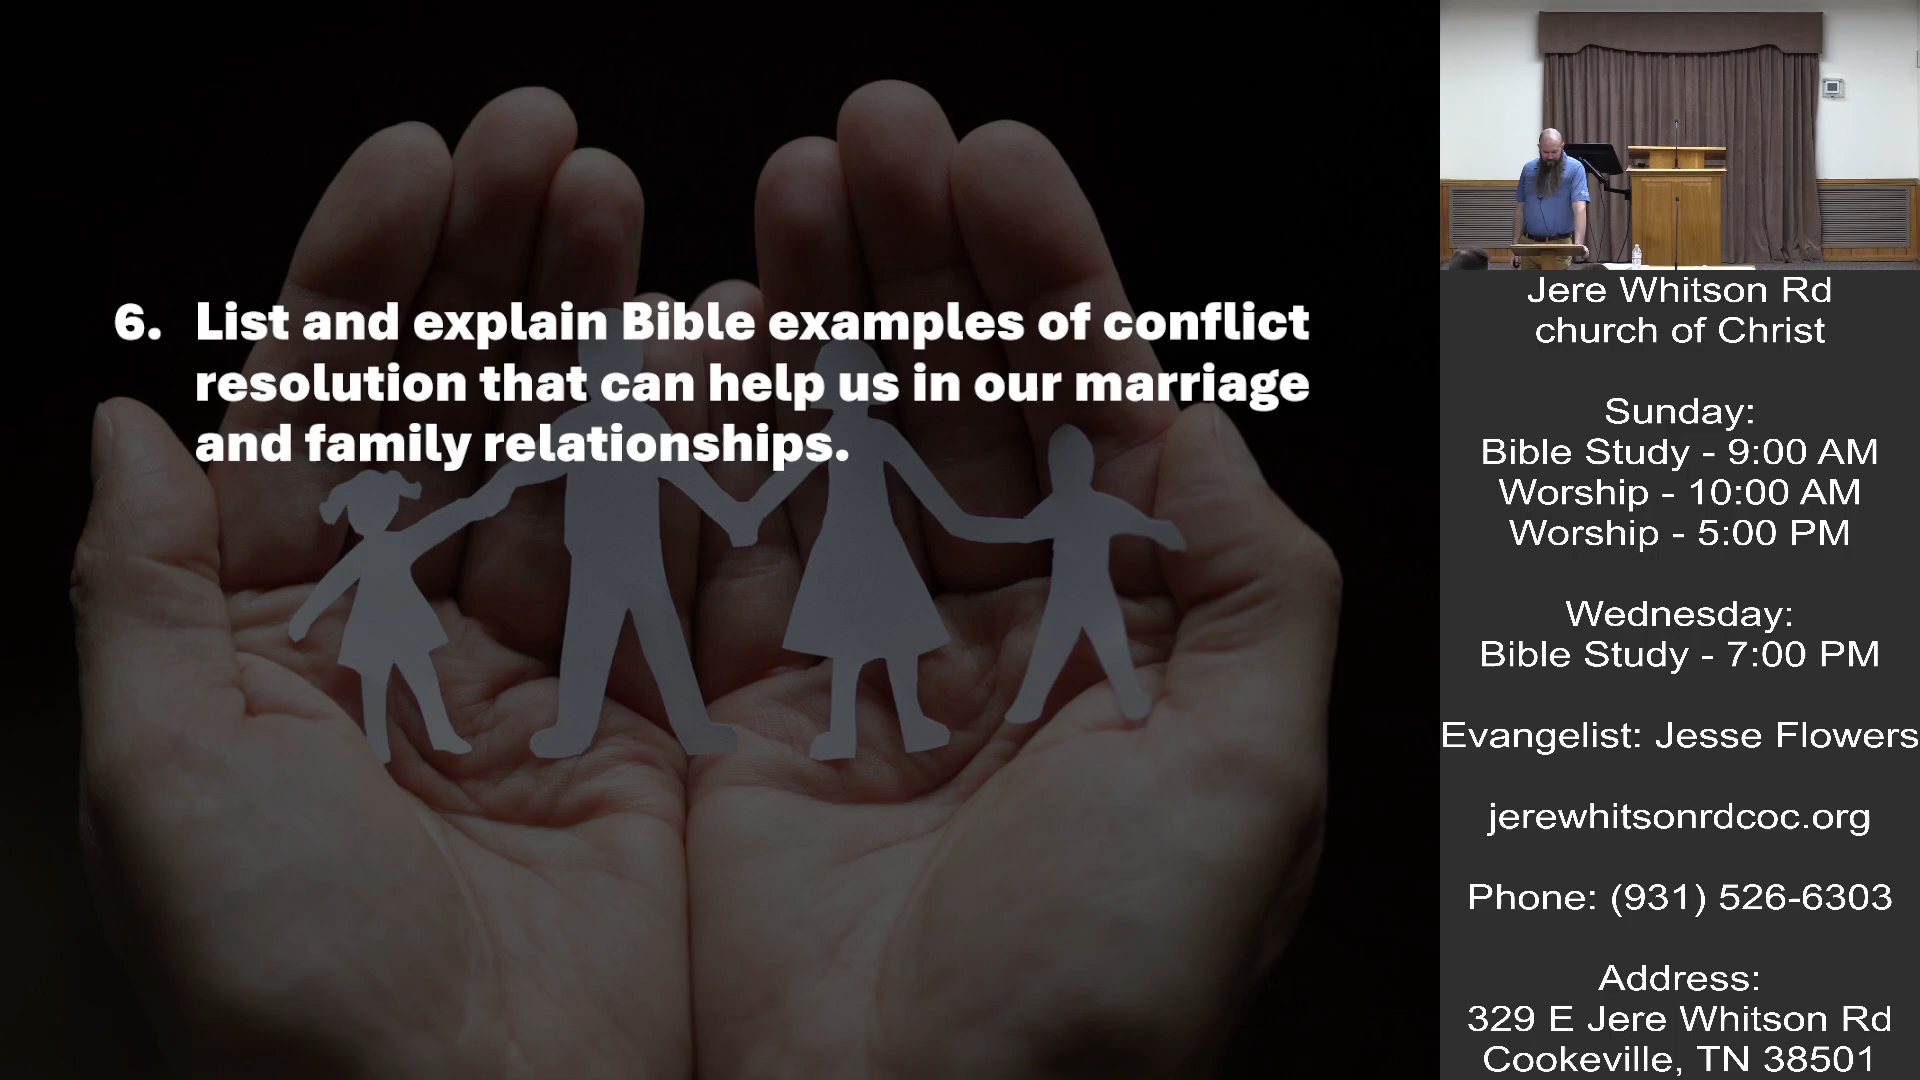 6. List and explain Bible examples of conflict
resolution that can help us in our marriage
and family relationships.
Jere Whitson Rd
church of Christ
Sunday:
Bible Study - 9:00 AM
Worship - 10:00 AM
Worship - 5:00 PM
Wednesday:
Bible Study - 7:00 PM
Evangelist: Jesse Flowers
jerewhitsonrdcoc.org
Phone: (931) 526-6303
Address:
329 E Jere Whitson Rd
Cookeville, TN 38501